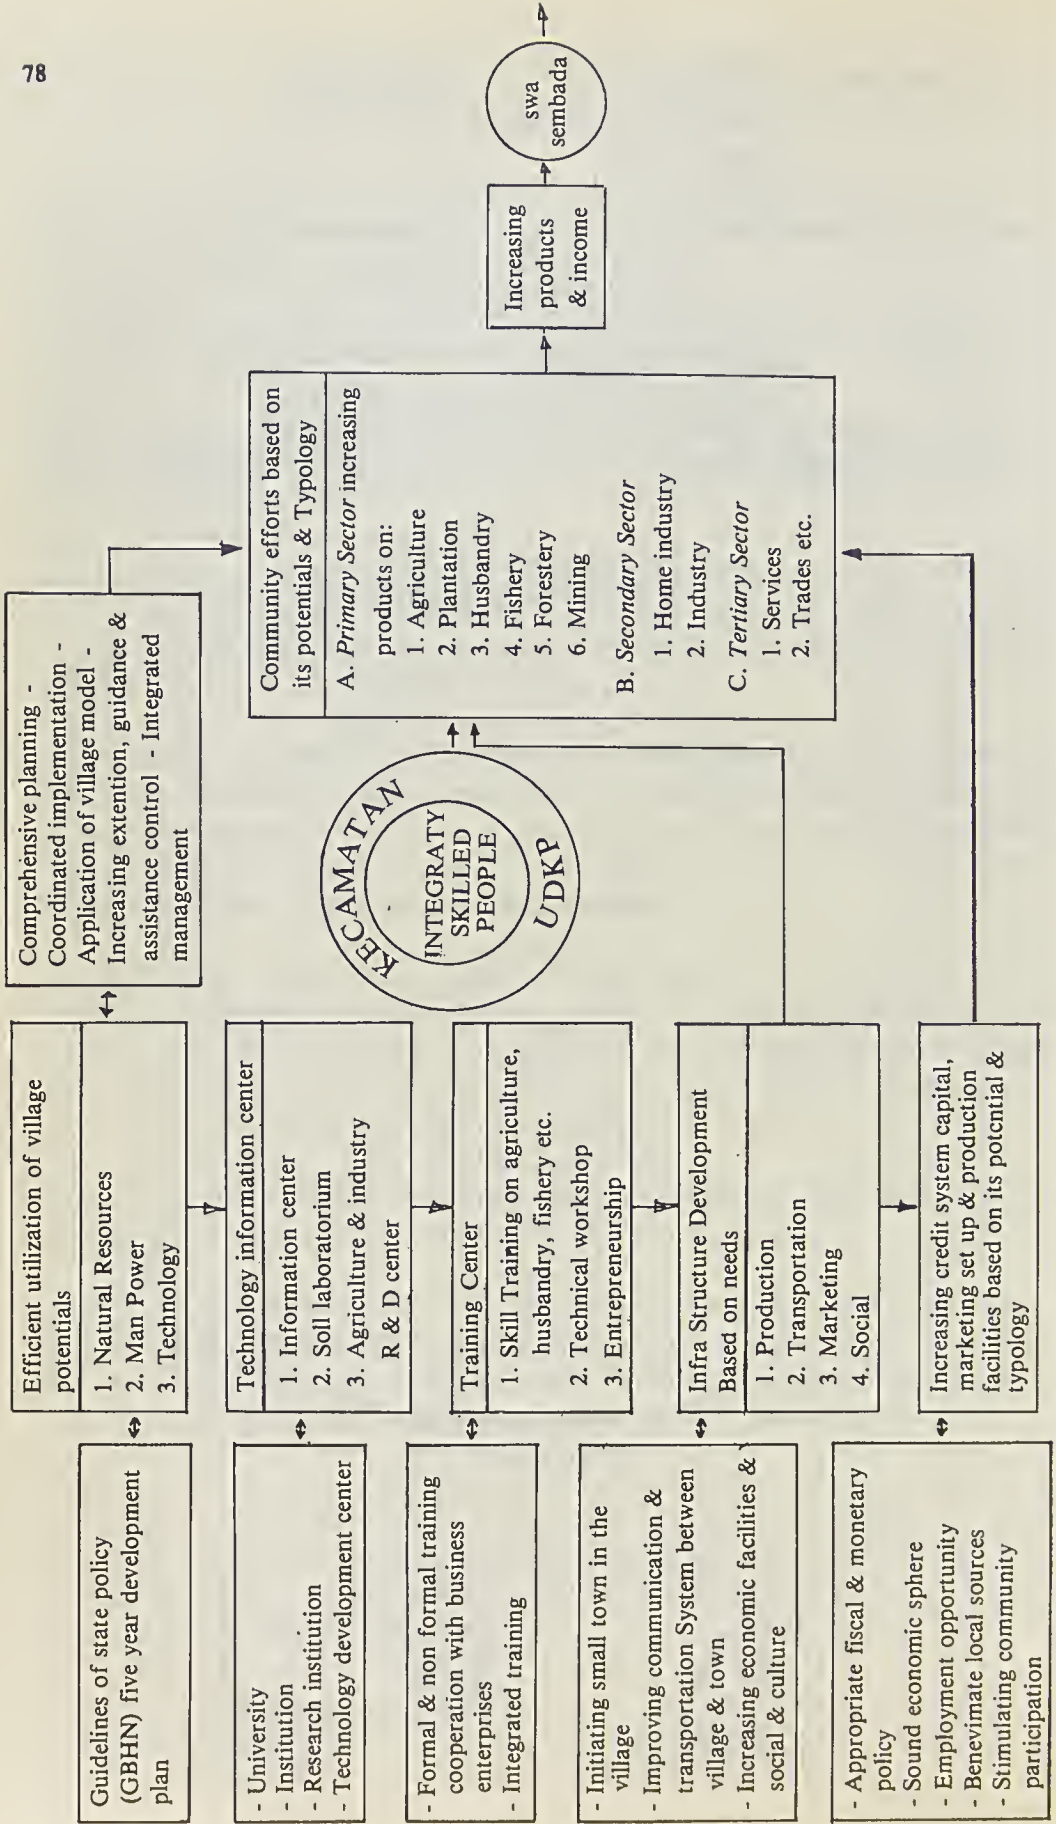 78
Guidelines of state policy
(GBHN) five year development
plan
- University
- Institution
- Research institution
- Technology development center
- Formal & non formal training
cooperation with business
enterprises
- Integrated training
- Initiating small town in the
village
- Improving communication &
transportation System between
village & town
- Increasing economic facilities &
social & culture
- Appropriate fiscal & monetary
policy
- Sound economic sphere
- Employment opportunity
- Benevimate local sources
- Stimulating community
participation
Efficient utilization of village
potentials
1. Natural Resources
2. Man Power
3. Technology
Technology information center
1. Information center
2. Soll laboratorium
3. Agriculture & industry
R & D center
Training Center
1. Skill Training on agriculture,
husbandry, fishery etc.
2. Technical workshop
3. Entrepreneurship
Infra Structure Development
Based on needs
1. Production
2. Transportation
3. Marketing
4. Social
Increasing credit system capital,
marketing set up & production
facilities based on its potential &
typology
Comprehensive planning -
Coordinated implementation -
Application of village model -
Increasing extention, guidance &
assistance control - Integrated
management
KECAMATAN
INTEGRATY
SKILLED
PEOPLE
UDKP
Community efforts based on
its potentials & Typology
A. Primary Sector increasing
products on:
1. Agriculture
2. Plantation
3. Husbandry
4. Fishery
5. Forestery
6. Mining
B. Secondary Sector
1. Home industry
2. Industry
C. Tertiary Sector
1. Services
2. Trades etc.
Increasing
products
& income
swa
sembada